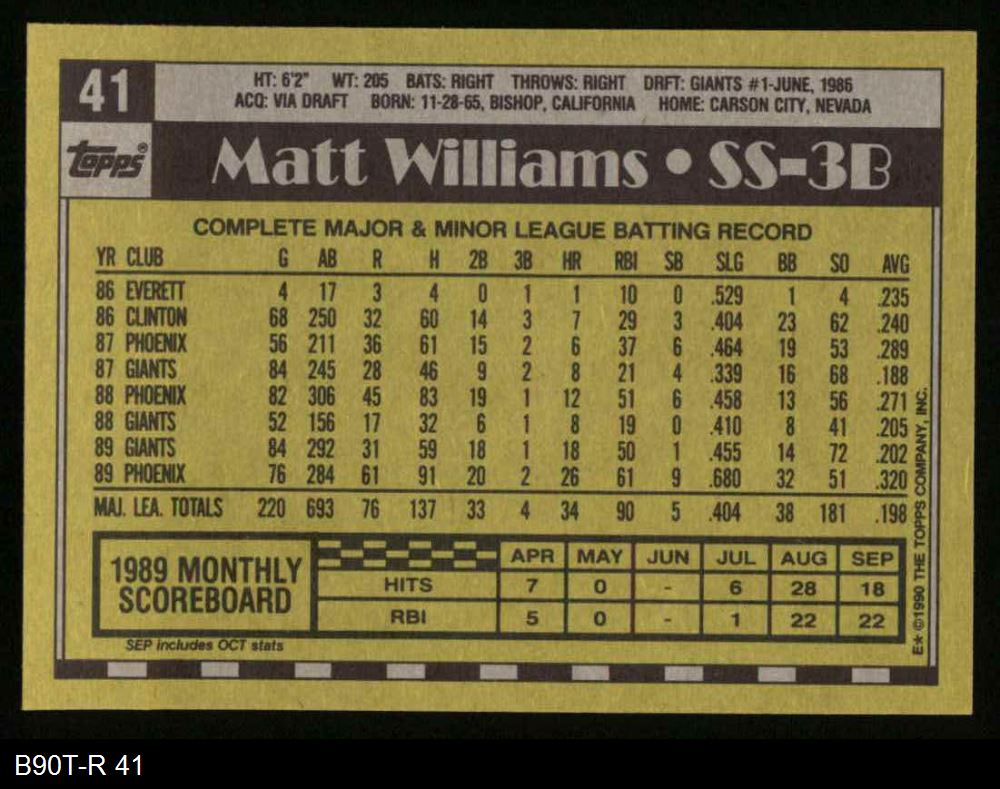 41
HT: 6'2" WT: 205 BATS: RIGHT THROWS: RIGHT DRFT: GIANTS #1-JUNE, 1986
ACQ: VIA DRAFT BORN: 11-28-65, BISHOP, CALIFORNIA HOME: CARSON CITY, NEVADA
Topps®
Matt Williams • SS-3B
COMPLETE MAJOR & MINOR LEAGUE BATTING RECORD
YR CLUB G AB R H 2B 3B HR RBI SB SLG BB SO AVG
86 EVERETT 4 17 3 4 0 1 1 10 0 .529 1 4 .235
86 CLINTON 68 250 32 60 14 3 7 29 3 .404 23 62 .240
87 PHOENIX 56 211 36 61 15 2 6 37 6 .464 19 53 .289
87 GIANTS 84 245 28 46 9 2 8 21 4 .339 16 68 .188
88 PHOENIX 82 306 45 83 19 1 12 51 6 .458 13 56 .271
88 GIANTS 52 156 17 32 6 1 8 19 0 .410 8 41 .205
89 GIANTS 84 292 31 59 18 1 18 50 1 .455 14 72 .202
89 PHOENIX 76 284 61 91 20 2 26 61 9 .680 32 51 .320
MAJ. LEA. TOTALS 220 693 76 137 33 4 34 90 5 .404 38 181 .198
1989 MONTHLY
SCOREBOARD
APR MAY JUN JUL AUG SEP
HITS 7 0 - 6 28 18
RBI 5 0 - 1 22 22
SEP includes OCT stats
E* ©1990 THE TOPPS COMPANY, INC.
B90T-R 41